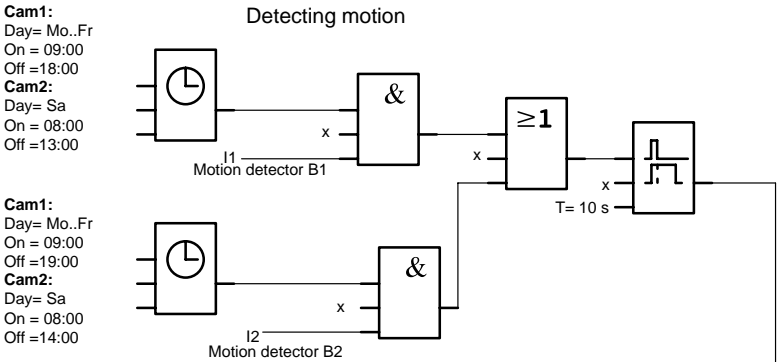 Detecting motion
Cam1:
Day= Mo..Fr
On = 09:00
Off =18:00
Cam2:
Day= Sa
On = 08:00
Off =13:00
&
x
I1
Motion detector B1
≥1
x
x
T= 10 s
Cam1:
Day= Mo..Fr
On = 09:00
Off =19:00
Cam2:
Day= Sa
On = 08:00
Off =14:00
&
x
I2
Motion detector B2